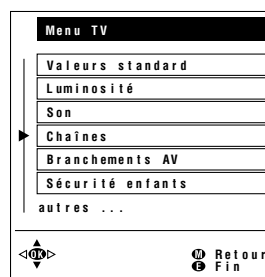 Menu TV
Valeurs standard
Luminosité
Son
Chaînes
Branchements AV
Sécurité enfants
autres ...
OK
M Retour
E Fin